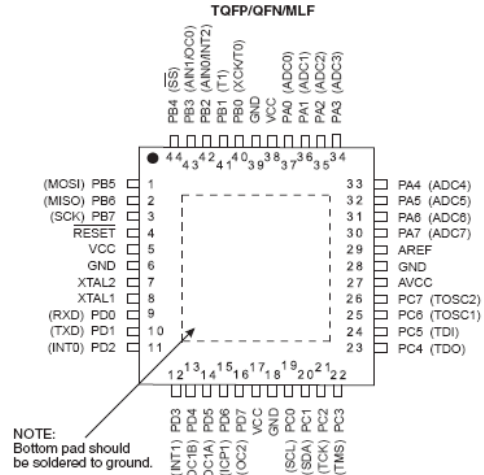 TQFP/QFN/MLF
PB4 (SS)
PB3 (AIN1/OC0)
PB2 (AIN0/INT2)
PB1 (T1)
PB0 (XCK/T0)
GND
VCC
PA0 (ADC0)
PA1 (ADC1)
PA2 (ADC2)
PA3 (ADC3)
44 43 42 41 40 39 38 37 36 35 34
(MOSI) PB5 1
(MISO) PB6 2
(SCK) PB7 3
RESET 4
VCC 5
GND 6
XTAL2 7
XTAL1 8
(RXD) PD0 9
(TXD) PD1 10
(INT0) PD2 11
33 PA4 (ADC4)
32 PA5 (ADC5)
31 PA6 (ADC6)
30 PA7 (ADC7)
29 AREF
28 GND
27 AVCC
26 PC7 (TOSC2)
25 PC6 (TOSC1)
24 PC5 (TDI)
23 PC4 (TDO)
12 13 14 15 16 17 18 19 20 21 22
(INT1) PD3
OC1B) PD4
OC1A) PD5
(ICP1) PD6
(OC2) PD7
VCC
GND
(SCL) PC0
(SDA) PC1
(TCK) PC2
(TMS) PC3
NOTE:
Bottom pad should
be soldered to ground.